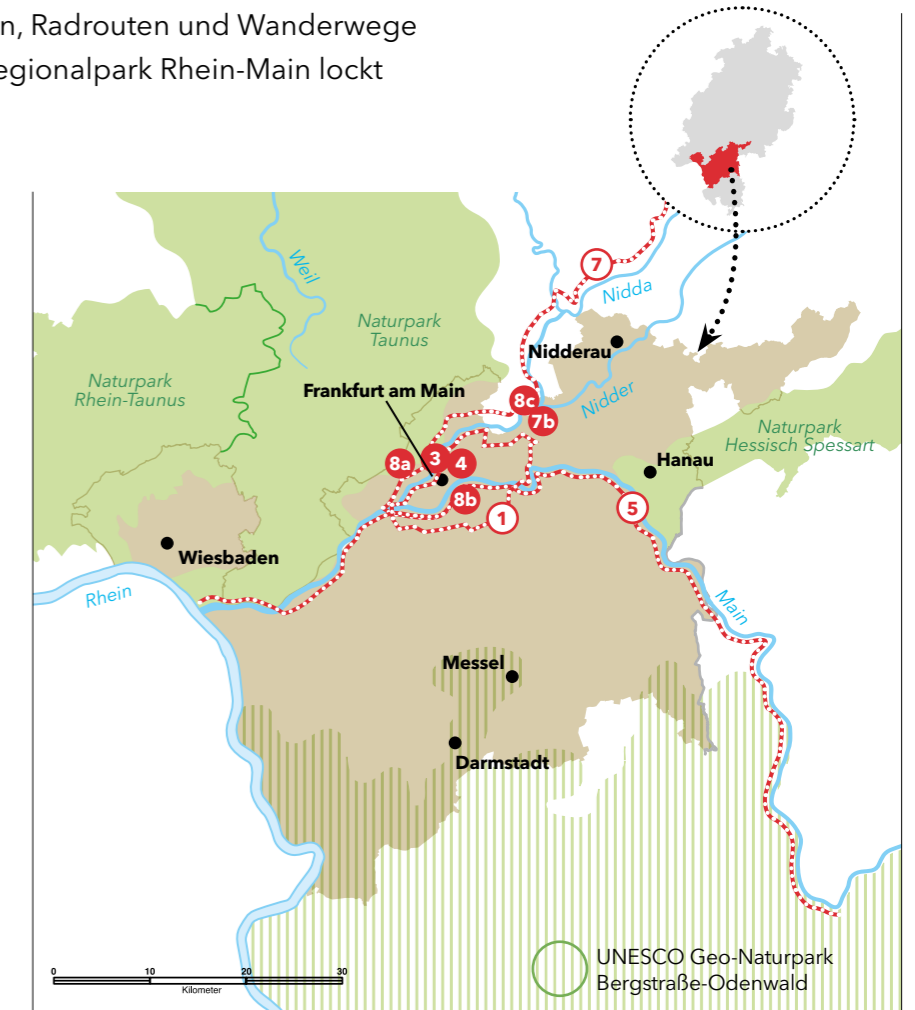 n, Radrouten und Wanderwege
egionalpark Rhein-Main lockt
Weil
7
Nidda
Naturpark
Taunus
Nidderau
Naturpark
Rhein-Taunus
Frankfurt am Main
8c
Nidder
7b
Naturpark
Hessisch Spessart
8a
3
4
Hanau
8b
5
1
Wiesbaden
Rhein
Main
Messel
Darmstadt
0
10
20
30
Kilometer
UNESCO Geo-Naturpark
Bergstraße-Odenwald